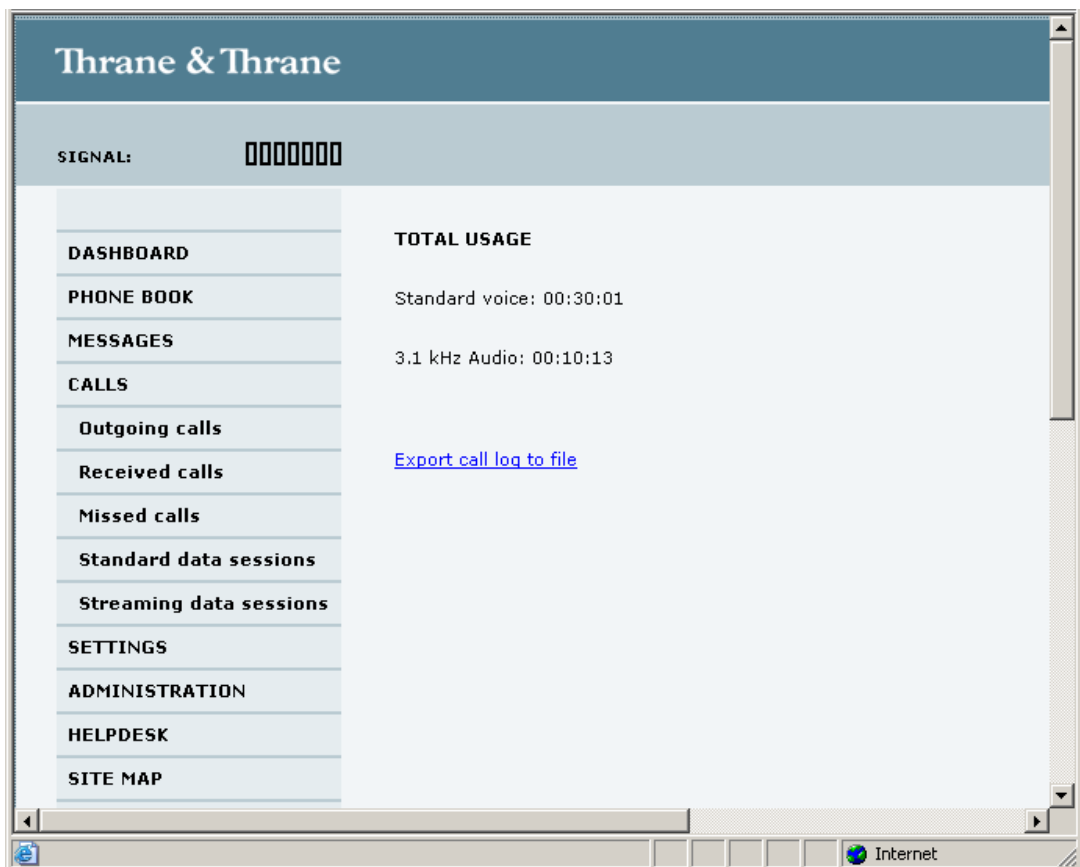 Thrane & Thrane
SIGNAL:
DASHBOARD
PHONE BOOK
MESSAGES
CALLS
Outgoing calls
Received calls
Missed calls
Standard data sessions
Streaming data sessions
SETTINGS
ADMINISTRATION
HELPDESK
SITE MAP
TOTAL USAGE
Standard voice: 00:30:01
3.1 kHz Audio: 00:10:13
Export call log to file
Internet